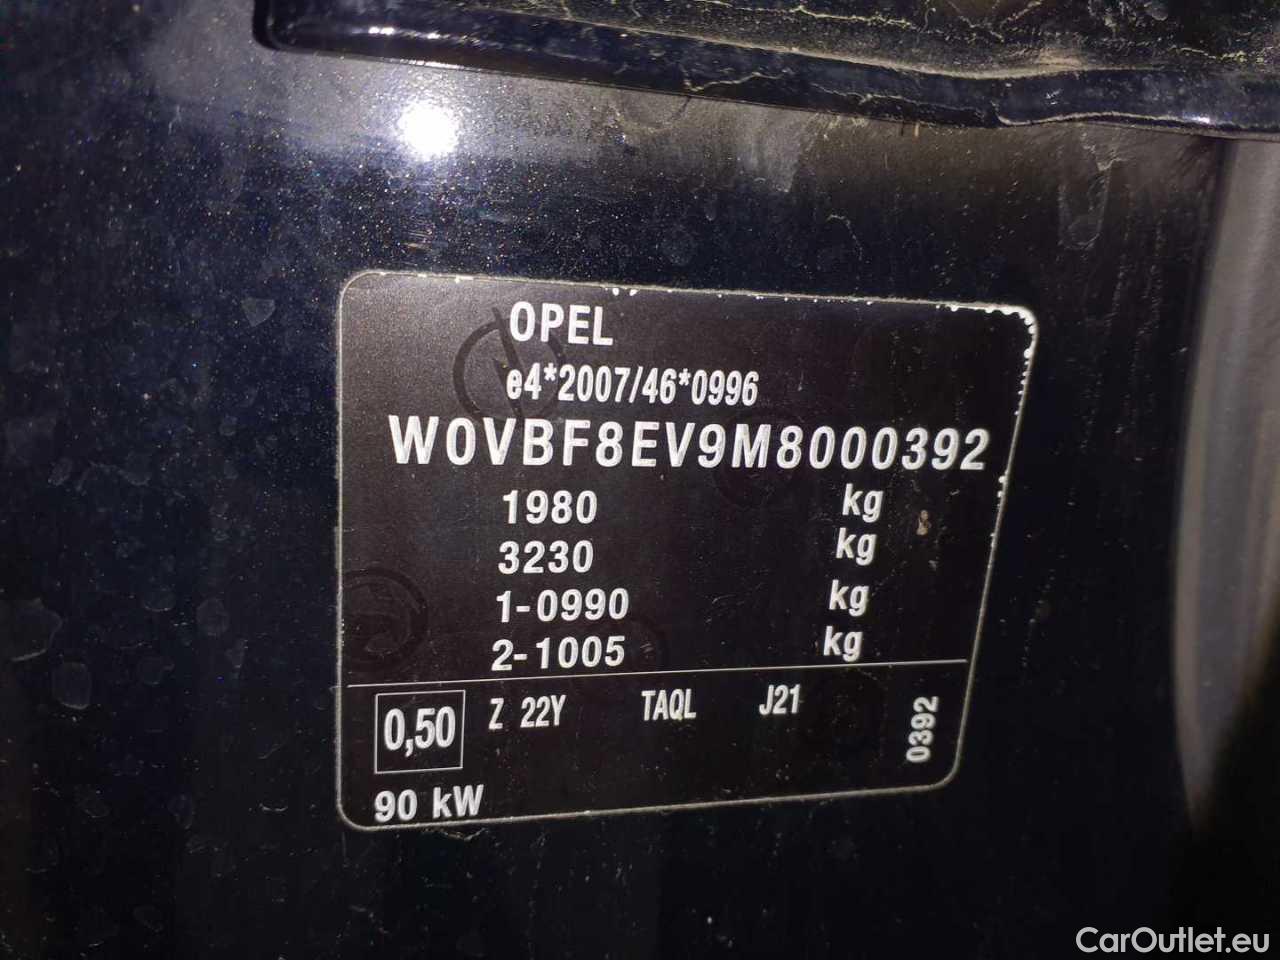 OPEL
e4*2007/46*0996
W0VBF8EV9M8000392
1980 kg
3230 kg
1-0990 kg
2-1005 kg
0,50 Z 22Y TAQL J21
0392
90 kW
CarOutlet.eu